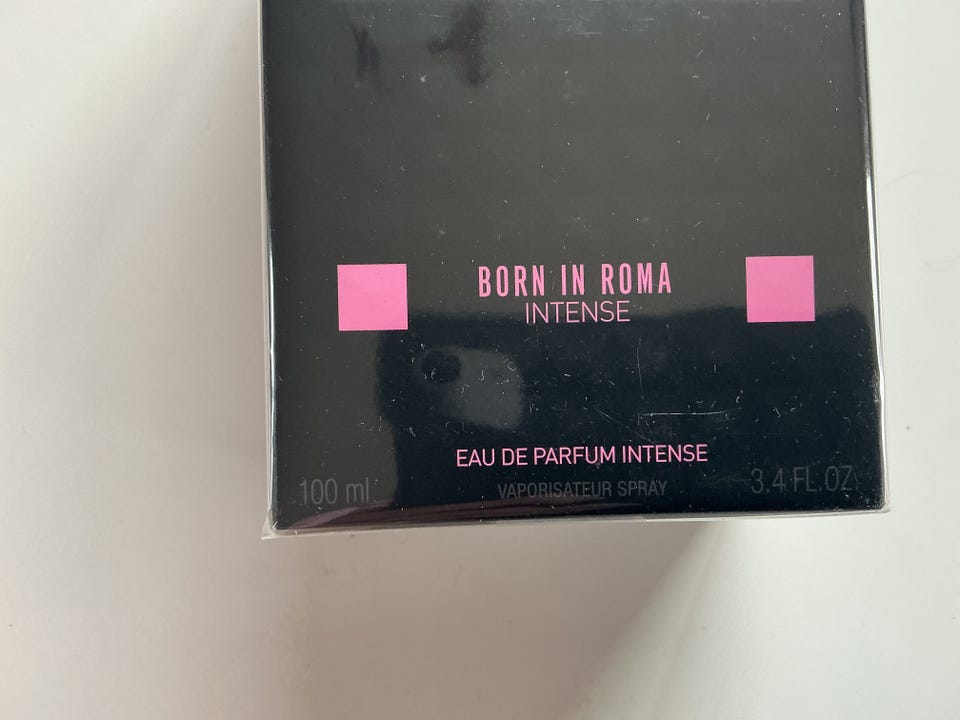 BORN IN ROMA
INTENSE
EAU DE PARFUM INTENSE
100 ml VAPORISATEUR SPRAY 3.4 FL.OZ